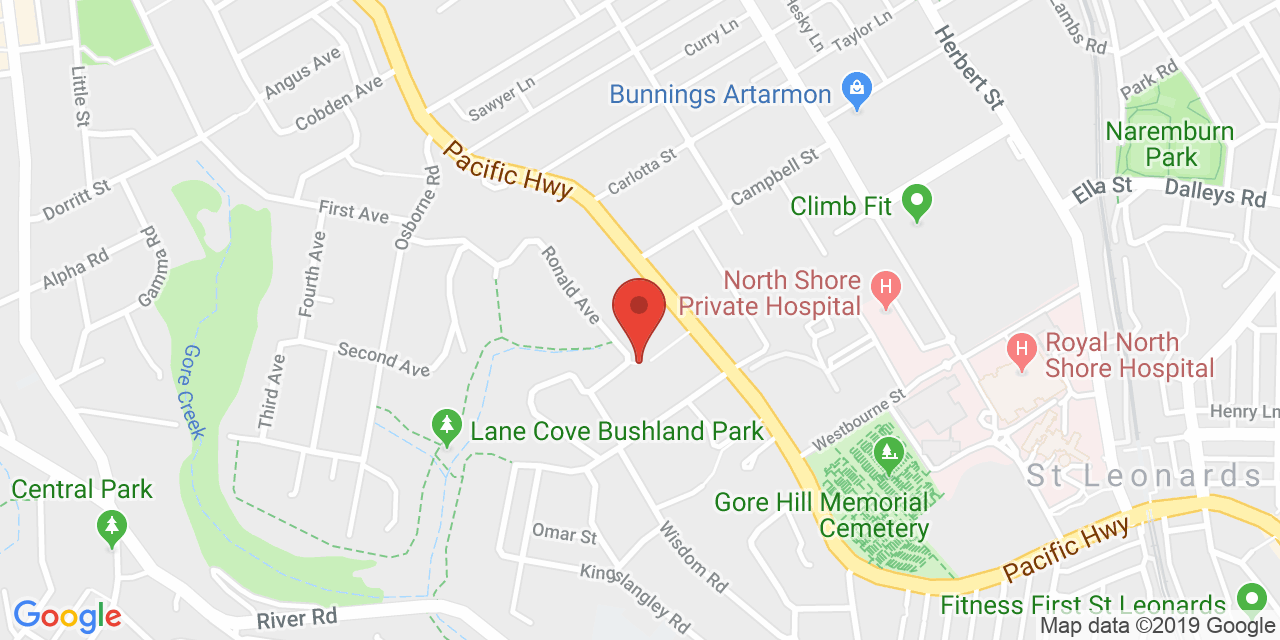 Curry Ln
Hesky Ln
Taylor Ln
Lambs Rd
Little St
Angus Ave
Cobden Ave
Sawyer Ln
Herbert St
Park Rd
Bunnings Artarmon
Naremburn
Park
Pacific Hwy
Carlotta St
Campbell St
Climb Fit
Ella St
Dalleys Rd
Dorritt St
Osborne Rd
First Ave
Alpha Rd
Gamma Rd
Fourth Ave
Ronald Ave
North Shore
Private Hospital
H
H
Royal North
Shore Hospital
Gore Creek
Second Ave
Third Ave
Westbourne St
Henry Ln
Lane Cove Bushland Park
St Leonards
Central Park
Gore Hill Memorial
Cemetery
Omar St
Wisdom Rd
Pacific Hwy
Kingslangley Rd
River Rd
Fitness First St Leonards
Google
Map data ©2019 Google